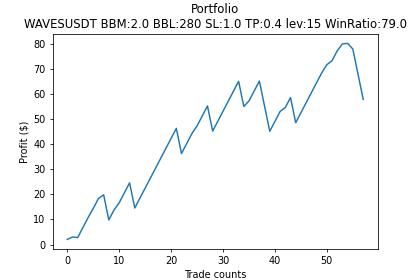 Portfolio
WAVESUSDT BBM:2.0 BBL:280 SL:1.0 TP:0.4 lev:15 WinRatio:79.0
80
70
60
50
40
30
20
10
0
Profit ($)
0 10 20 30 40 50
Trade counts